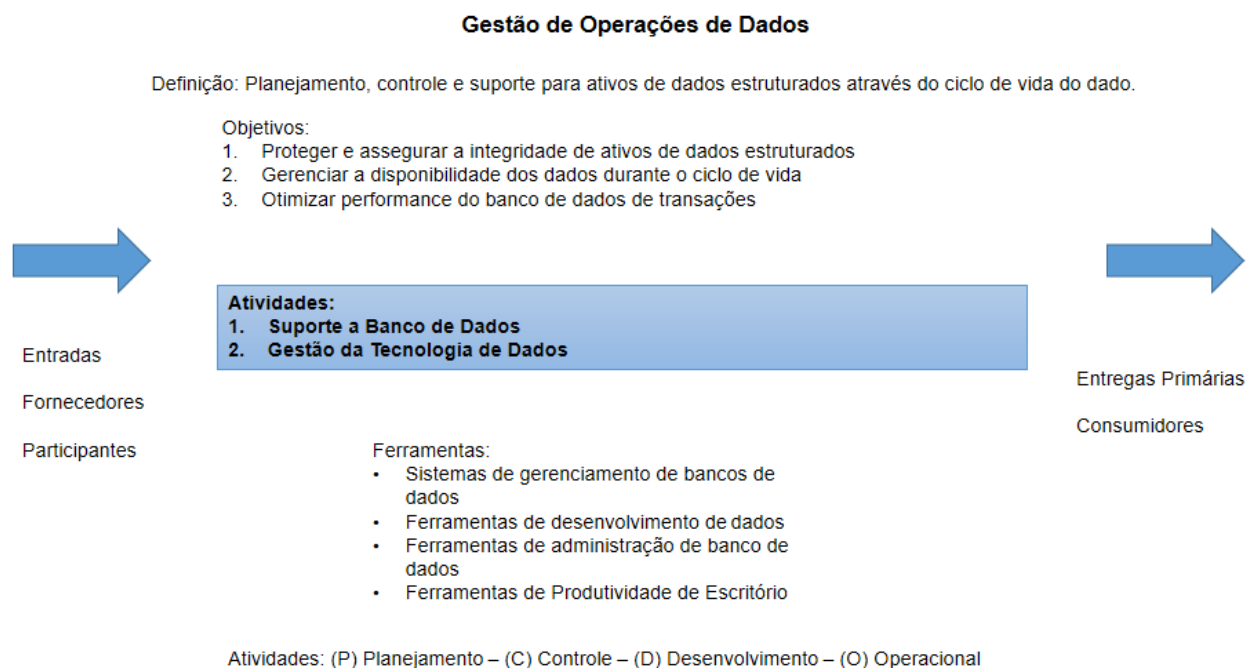 Gestão de Operações de Dados
Definição: Planejamento, controle e suporte para ativos de dados estruturados através do ciclo de vida do dado.
Objetivos:
1. Proteger e assegurar a integridade de ativos de dados estruturados
2. Gerenciar a disponibilidade dos dados durante o ciclo de vida
3. Otimizar performance do banco de dados de transações
Atividades:
1. Suporte a Banco de Dados
2. Gestão da Tecnologia de Dados
Entradas
Fornecedores
Participantes
Entregas Primárias
Consumidores
Ferramentas:
• Sistemas de gerenciamento de bancos de
dados
• Ferramentas de desenvolvimento de dados
• Ferramentas de administração de banco de
dados
• Ferramentas de Produtividade de Escritório
Atividades: (P) Planejamento – (C) Controle – (D) Desenvolvimento – (O) Operacional